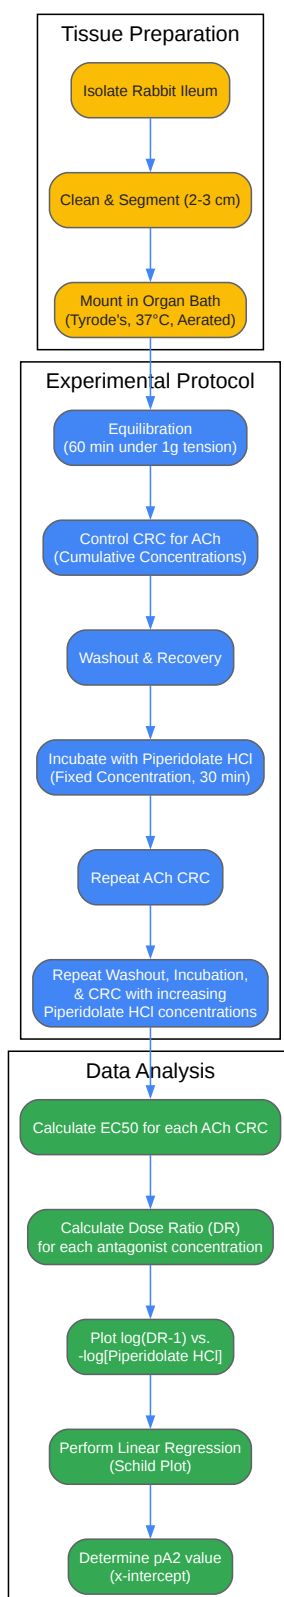 Tissue Preparation
Isolate Rabbit Ileum
Clean & Segment (2-3 cm)
Mount in Organ Bath
(Tyrode's, 37°C, Aerated)
Experimental Protocol
Equilibration
(60 min under 1g tension)
Control CRC for ACh
(Cumulative Concentrations)
Washout & Recovery
Incubate with Piperidolate HCl
(Fixed Concentration, 30 min)
Repeat ACh CRC
Repeat Washout, Incubation,
& CRC with increasing
Piperidolate HCl concentrations
Data Analysis
Calculate EC50 for each ACh CRC
Calculate Dose Ratio (DR)
for each antagonist concentration
Plot log(DR-1) vs.
-log[Piperidolate HCl]
Perform Linear Regression
(Schild Plot)
Determine pA2 value
(x-intercept)